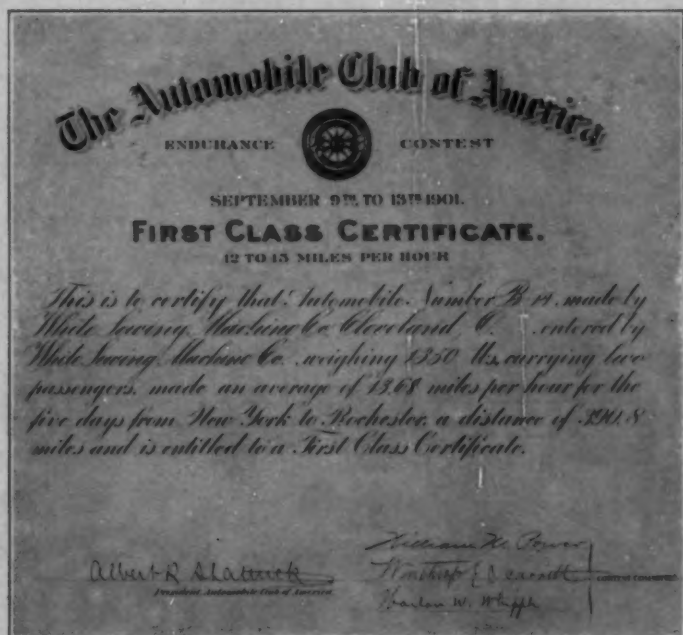 The Automobile Club of America
ENDURANCE CONTEST
SEPTEMBER 9TH TO 13TH 1901.
FIRST CLASS CERTIFICATE.
12 TO 15 MILES PER HOUR
This is to certify that Automobile Number B 14, made by
White Sewing Machine Co Cleveland O. entered by
White Sewing Machine Co. weighing 1350 lbs, carrying two
passengers, made an average of 13.68 miles per hour for the
five days from New York to Rochester, a distance of 390.8
miles and is entitled to a First Class Certificate.
Albert R Shattuck
President Automobile Club of America
William H. Power
Winthrop E. Scarritt
Harlan W. Whipple